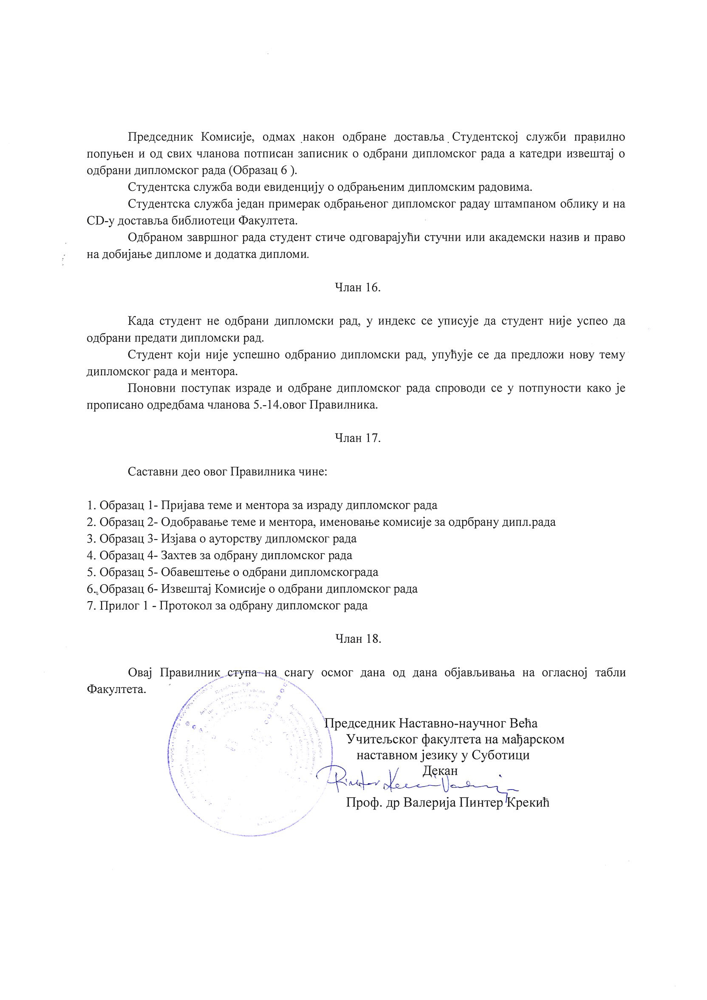 Председник Комисије, одмах након одбране доставља Студентској служби правилно
попуњен и од свих чланова потписан записник о одбрани дипломског рада а катедри извештај о
одбрани дипломског рада (Образац 6 ).
Студентска служба води евиденцију о одбрањеним дипломским радовима.
Студентска служба један примерак одбрањеног дипломског радау штампаном облику и на
CD-у доставља библиотеци Факултета.
Одбраном завршног рада студент стиче одговарајући стучни или академски назив и право
на добијање дипломе и додатка дипломи.
Члан 16.
Када студент не одбрани дипломски рад, у индекс се уписује да студент није успео да
одбрани предати дипломски рад.
Студент који није успешно одбранио дипломски рад, упућује се да предложи нову тему
дипломског рада и ментора.
Поновни поступак израде и одбране дипломског рада спроводи се у потпуности како је
прописано одредбама чланова 5.-14.овог Правилника.
Члан 17.
Саставни део овог Правилника чине:
1. Образац 1- Пријава теме и ментора за израду дипломског рада
2. Образац 2- Одобравање теме и ментора, именовање комисије за одрбрану дипл.рада
3. Образац 3- Изјава о ауторству дипломског рада
4. Образац 4- Захтев за одбрану дипломског рада
5. Образац 5- Обавештење о одбрани дипломскограда
6. Образац 6- Извештај Комисије о одбрани дипломског рада
7. Прилог 1 - Протокол за одбрану дипломског рада
Члан 18.
Овај Правилник ступа на снагу осмог дана од дана објављивања на огласној табли
Факултета.
Председник Наставно-научног Већа
Учитељског факултета на мађарском
наставном језику у Суботици
Декан
Проф. др Валерија Пинтер Крекић